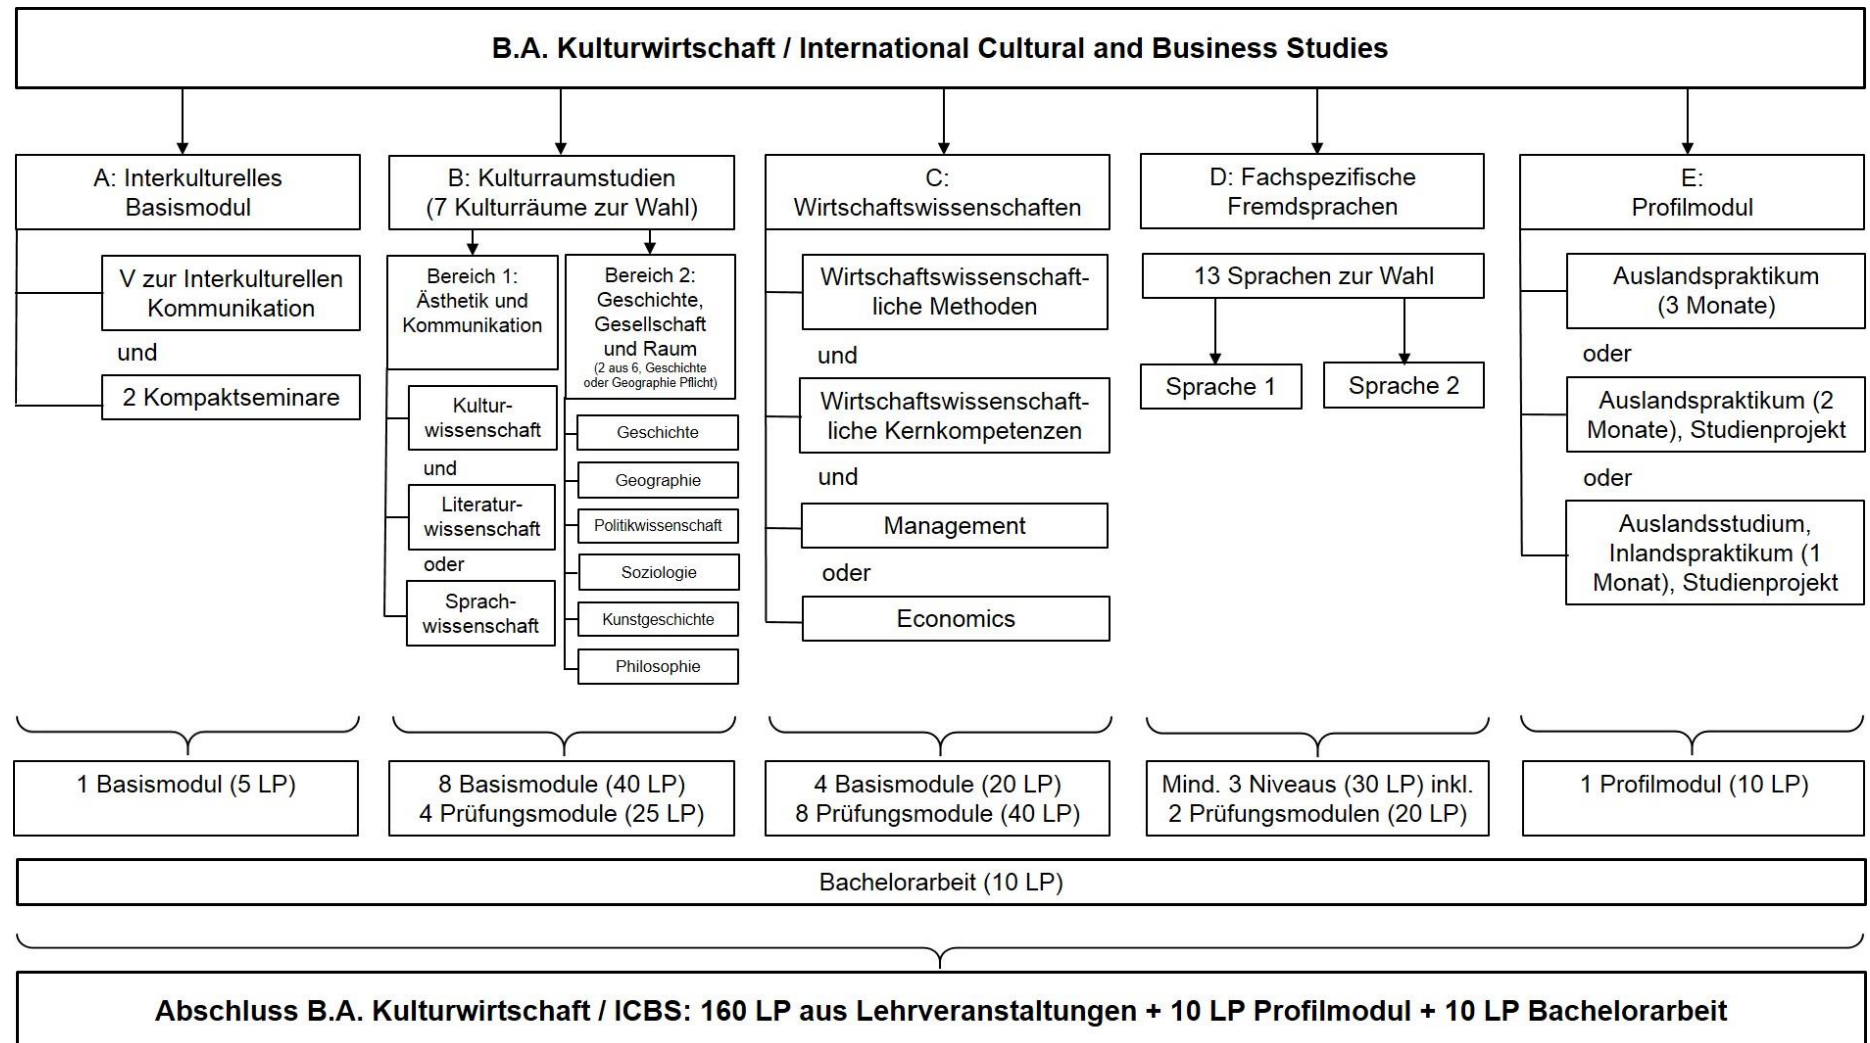 B.A. Kulturwirtschaft / International Cultural and Business Studies
A: Interkulturelles
Basismodul
V zur Interkulturellen
Kommunikation
und
2 Kompaktseminare
B: Kulturraumstudien
(7 Kulturräume zur Wahl)
Bereich 1:
Ästhetik und
Kommunikation
Kultur-
wissenschaft
und
Literatur-
wissenschaft
oder
Sprach-
wissenschaft
Bereich 2:
Geschichte,
Gesellschaft
und Raum
(2 aus 6, Geschichte
oder Geographie Pflicht)
Geschichte
Geographie
Politikwissenschaft
Soziologie
Kunstgeschichte
Philosophie
C:
Wirtschaftswissenschaften
Wirtschaftswissenschaft-
liche Methoden
und
Wirtschaftswissenschaft-
liche Kernkompetenzen
und
Management
oder
Economics
D: Fachspezifische
Fremdsprachen
13 Sprachen zur Wahl
Sprache 1
Sprache 2
E:
Profilmodul
Auslandspraktikum
(3 Monate)
oder
Auslandspraktikum (2
Monate), Studienprojekt
oder
Auslandsstudium,
Inlandspraktikum (1
Monat), Studienprojekt
1 Basismodul (5 LP)
8 Basismodule (40 LP)
4 Prüfungsmodule (25 LP)
4 Basismodule (20 LP)
8 Prüfungsmodule (40 LP)
Mind. 3 Niveaus (30 LP) inkl.
2 Prüfungsmodulen (20 LP)
1 Profilmodul (10 LP)
Bachelorarbeit (10 LP)
Abschluss B.A. Kulturwirtschaft / ICBS: 160 LP aus Lehrveranstaltungen + 10 LP Profilmodul + 10 LP Bachelorarbeit